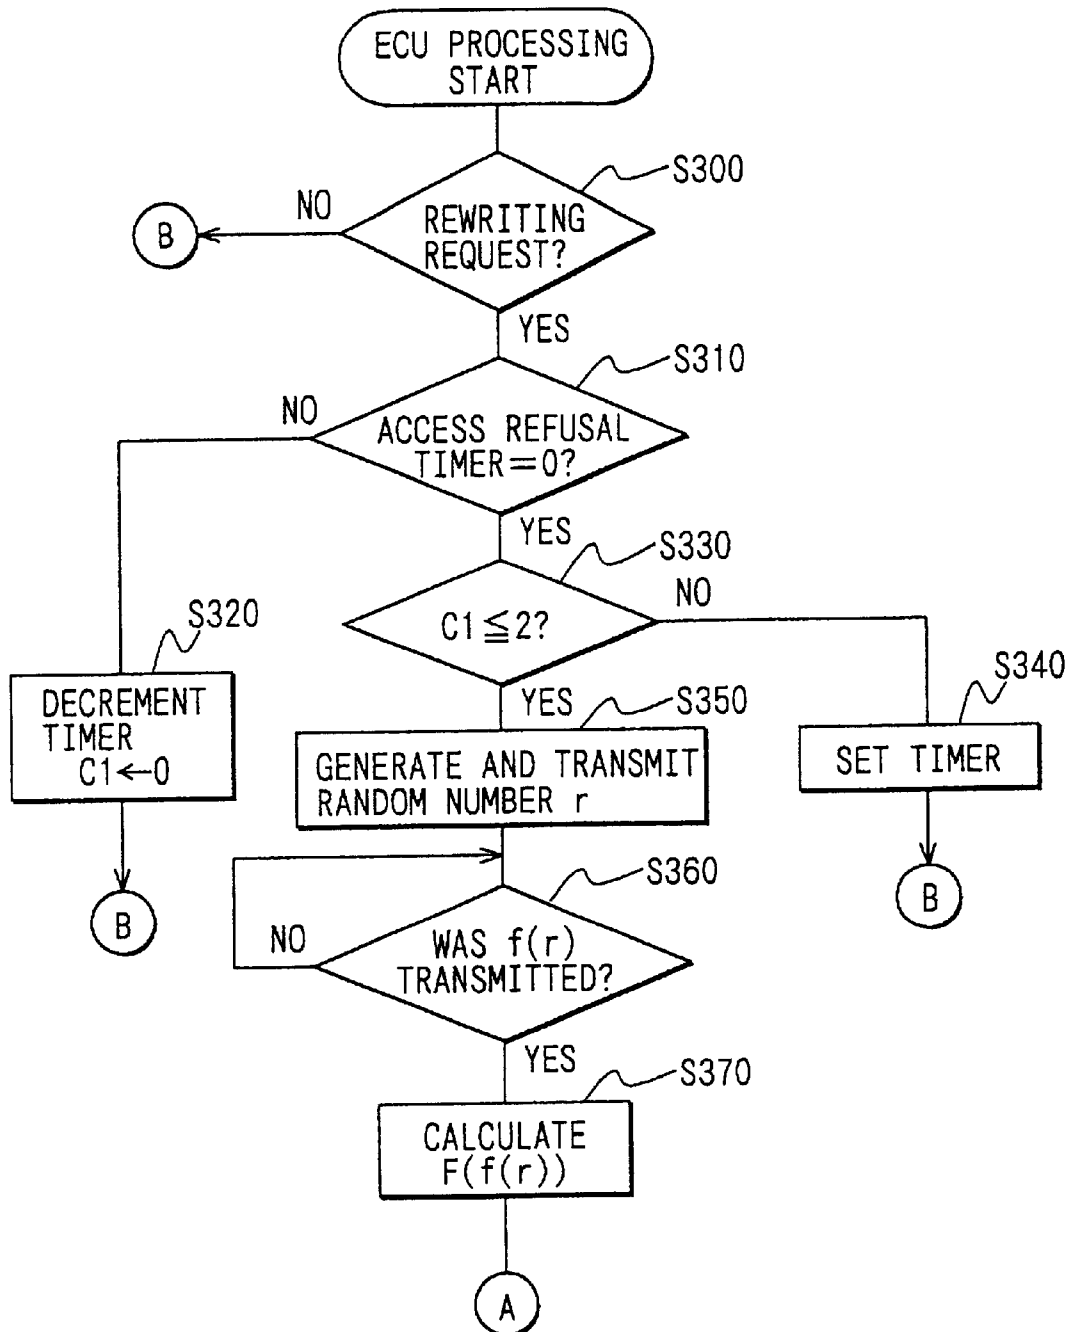 ECU PROCESSING
START
S300
NO
REWRITING
REQUEST?
B
YES
S310
NO
ACCESS REFUSAL
TIMER=0?
YES
S330
NO
C1≦2?
S320
S340
YES
S350
DECREMENT
TIMER
C1←0
GENERATE AND TRANSMIT
RANDOM NUMBER r
SET TIMER
S360
B
B
NO
WAS f(r)
TRANSMITTED?
YES
S370
CALCULATE
F(f(r))
A